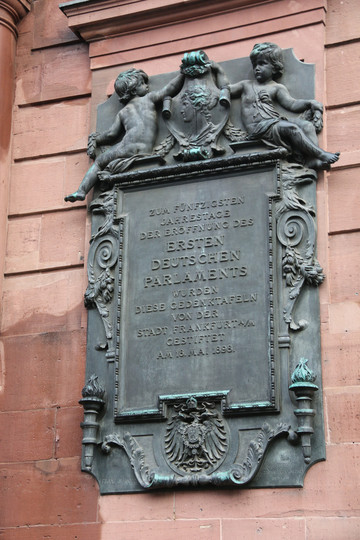 ZUM FÜNFZIGSTEN
JAHRESTAGE
DER ERÖFFNUNG DES
ERSTEN
DEUTSCHEN
PARLAMENTS
WURDEN
DIESE GEDENKTAFELN
VON DER
STADT FRANKFURT A/M
GESTIFTET
AM 18. MAI 1898.